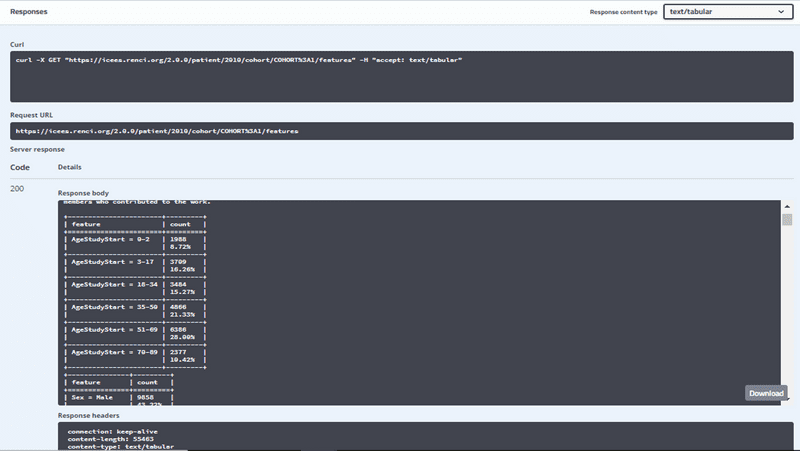 Responses
Response content type
text/tabular
Curl
curl -X GET "https://icees.renci.org/2.0.0/patient/2010/cohort/COHORT%3A1/features" -H "accept: text/tabular"
Request URL
https://icees.renci.org/2.0.0/patient/2010/cohort/COHORT%3A1/features
Server response
Code Details
200
Response body
members who contributed to the work.
+-----------------------+---------+
| feature | count |
+=======================+=========+
| AgeStudyStart = 0-2 | 1988 |
| | 8.72% |
+-----------------------+---------+
| AgeStudyStart = 3-17 | 3709 |
| | 16.26% |
+-----------------------+---------+
| AgeStudyStart = 18-34 | 3484 |
| | 15.27% |
+-----------------------+---------+
| AgeStudyStart = 35-50 | 4866 |
| | 21.33% |
+-----------------------+---------+
| AgeStudyStart = 51-69 | 6386 |
| | 28.00% |
+-----------------------+---------+
| AgeStudyStart = 70-89 | 2377 |
| | 10.42% |
+-----------------------+---------+
+---------------+---------+
| feature | count |
+===============+=========+
| Sex = Male | 9858 |
| | 43.22% |
Download
Response headers
connection: keep-alive
content-length: 55463
content-type: text/tabular